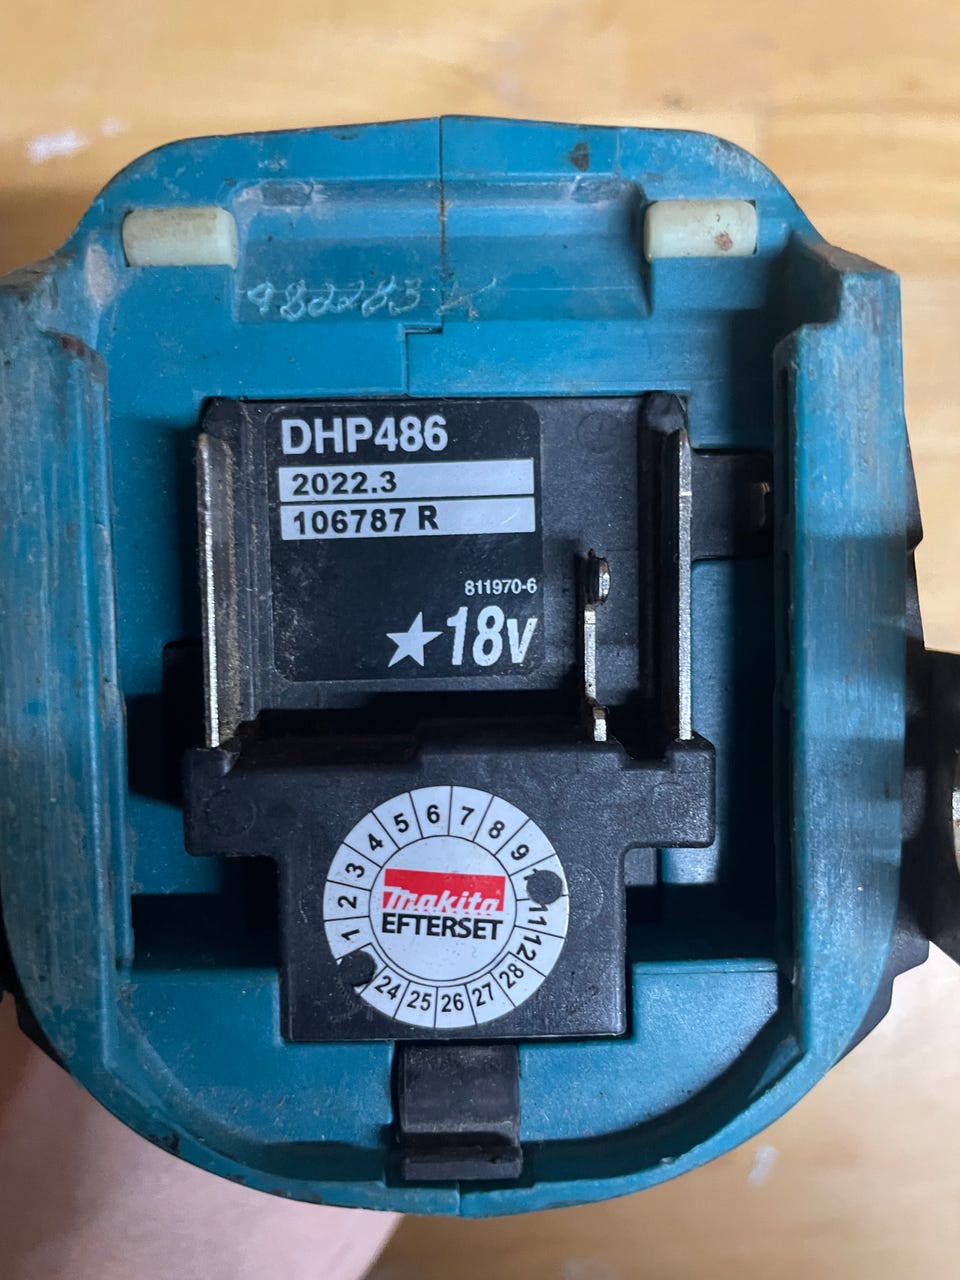 DHP486
2022.3
106787 R
811970-6
★18V
1 2 3 4 5 6 7 8 9 11 12
makita
EFTERSET
24 25 26 27 28